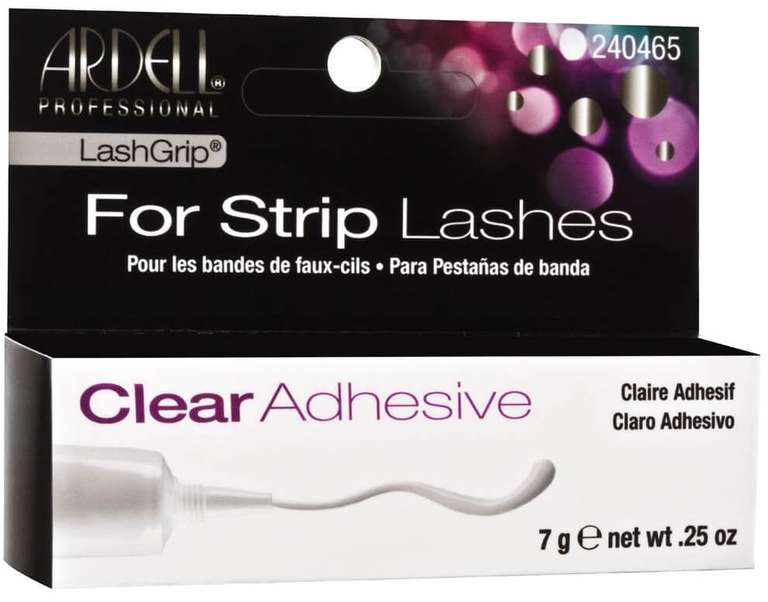 ARDELL®
PROFESSIONAL
240465
LashGrip®
For Strip Lashes
Pour les bandes de faux-cils • Para Pestañas de banda
Clear Adhesive
Claire Adhesif
Claro Adhesivo
7 g ℮ net wt .25 oz